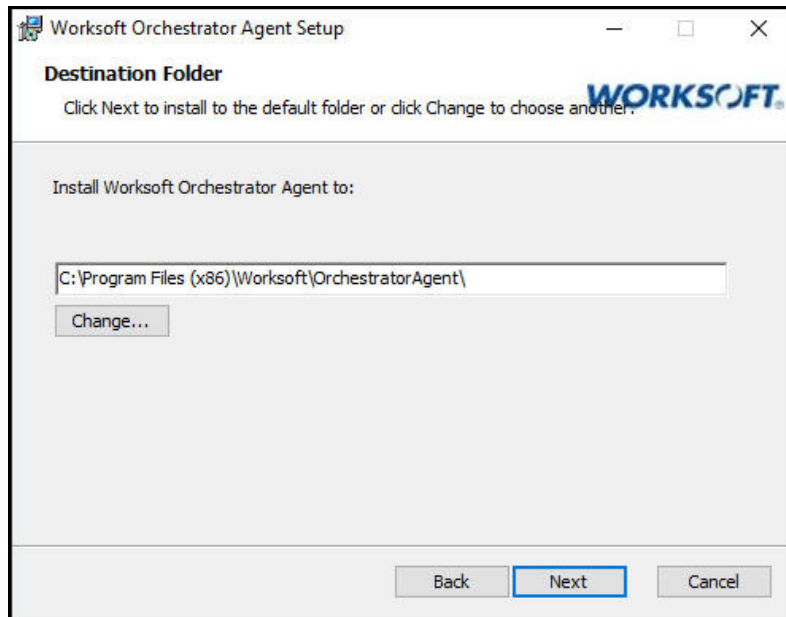 Worksoft Orchestrator Agent Setup
Destination Folder
Click Next to install to the default folder or click Change to choose another.
WORKSOFT®
Install Worksoft Orchestrator Agent to:
C:\Program Files (x86)\Worksoft\OrchestratorAgent\
Change...
Back
Next
Cancel